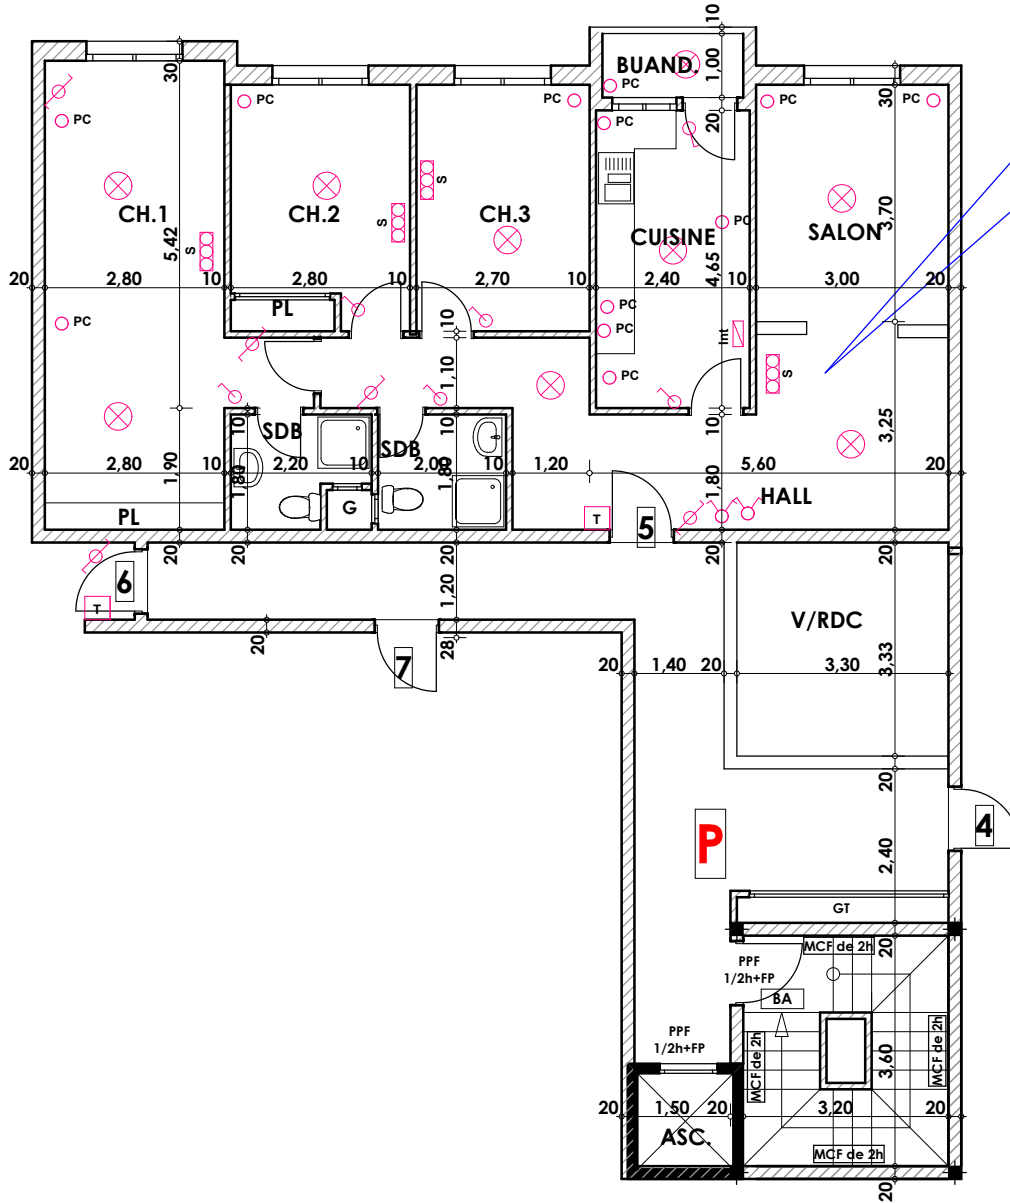 10
BUAND.
1,00
30
30
PC
PC
PC
PC
PC
PC
PC
20
S
S
CH.1
CH.2
CH.3
CUISINE
PC
SALON
3,70
5,42
S
4,65
20
2,80
10
2,80
10
2,70
10
2,40
10
3,00
20
PL
PC
PC
PC
10
Int
1,10
PC
S
10
SDB
10
SDB
10
3,25
20
2,80
1,90
10
1,80
2,20
10
2,00
1,80
10
1,20
5,60
1,80
20
HALL
PL
G
T
5
20
20
20
20
20
6
T
1,20
V/RDC
20
28
7
20
1,40
20
3,30
3,33
20
4
P
2,40
GT
MCF de 2h
20
PPF
1/2h+FP
BA
PPF
1/2h+FP
MCF de 2h
MCF de 2h
3,60
20
1,50
20
3,20
20
ASC.
MCF de 2h
20